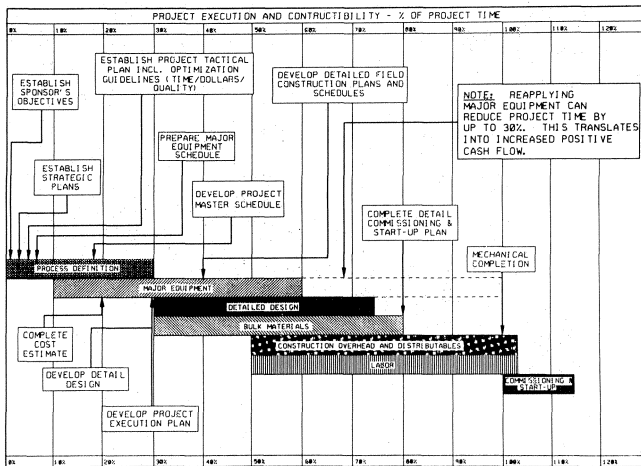 PROJECT EXECUTION AND CONTRUCTIBILITY - % OF PROJECT TIME
0% 10% 20% 30% 40% 50% 60% 70% 80% 90% 100% 110% 120%
ESTABLISH
SPONSOR'S
OBJECTIVES
ESTABLISH PROJECT TACTICAL
PLAN INCL. OPTIMIZATION
GUIDELINES (TIME/DOLLARS/
QUALITY)
DEVELOP DETAILED FIELD
CONSTRUCTION PLANS AND
SCHEDULES
NOTE: REAPPLYING
MAJOR EQUIPMENT CAN
REDUCE PROJECT TIME BY
UP TO 30%. THIS TRANSLATES
INTO INCREASED POSITIVE
CASH FLOW.
PREPARE MAJOR
EQUIPMENT
SCHEDULE
ESTABLISH
STRATEGIC
PLANS
DEVELOP PROJECT
MASTER SCHEDULE
COMPLETE DETAIL
COMMISSIONING &
START-UP PLAN
MECHANICAL
COMPLETION
PROCESS DEFINITION
MAJOR EQUIPMENT
DETAILED DESIGN
BULK MATERIALS
CONSTRUCTION OVERHEAD AND DISTRIBUTABLES
LABOR
COMMISSIONING &
START-UP
COMPLETE
COST
ESTIMATE
DEVELOP DETAIL
DESIGN
DEVELOP PROJECT
EXECUTION PLAN
0% 10% 20% 30% 40% 50% 60% 70% 80% 90% 100% 110% 120%